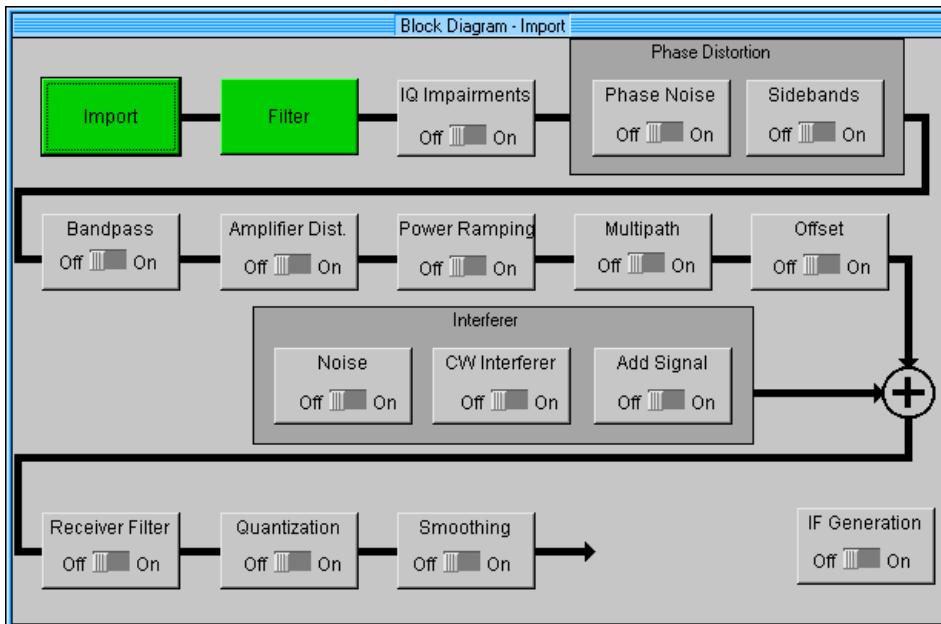 Block Diagram - Import
Phase Distortion
Import
Filter
IQ Impairments
Off On
Phase Noise
Off On
Sidebands
Off On
Bandpass
Off On
Amplifier Dist.
Off On
Power Ramping
Off On
Multipath
Off On
Offset
Off On
Interferer
Noise
Off On
CW Interferer
Off On
Add Signal
Off On
Receiver Filter
Off On
Quantization
Off On
Smoothing
Off On
IF Generation
Off On